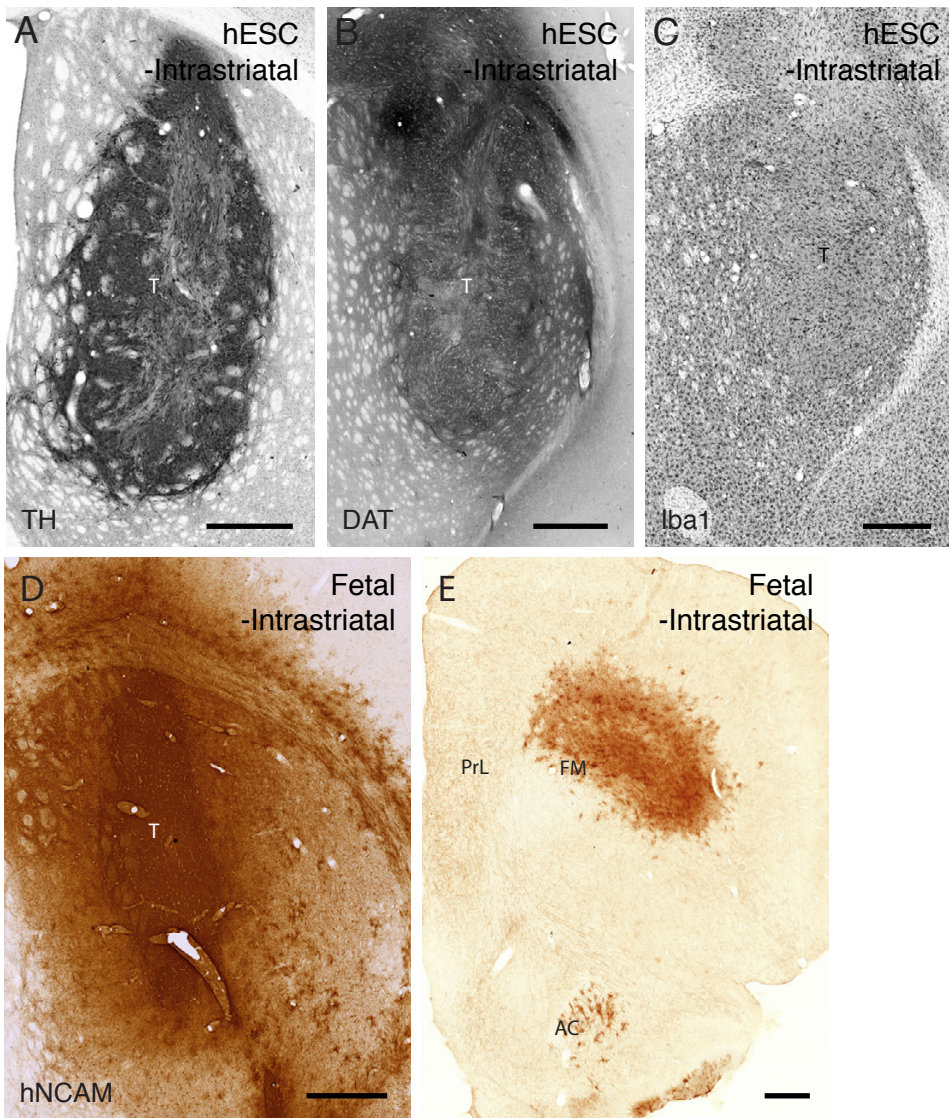 A
hESC
-Intrastriatal
T
TH
B
hESC
-Intrastriatal
T
DAT
C
hESC
-Intrastriatal
T
Iba1
D
Fetal
-Intrastriatal
T
hNCAM
E
Fetal
-Intrastriatal
PrL
FM
AC